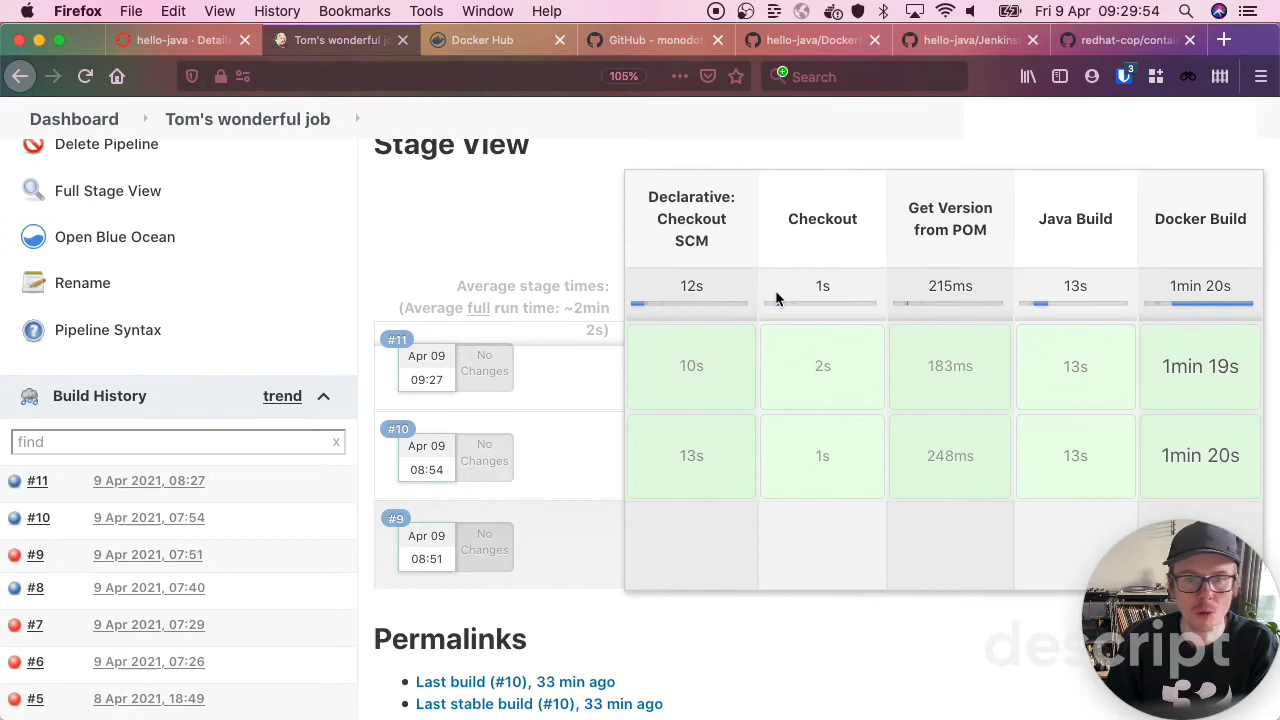 Firefox File Edit View History Bookmarks Tools Window Help Fri 9 Apr 09:29:54
hello-java · Details Tom's wonderful jo Docker Hub GitHub - monodot, hello-java/Dockerf hello-java/Jenkins redhat-cop/contai
105% Search 3
Dashboard Tom's wonderful job
Delete Pipeline
Full Stage View
Open Blue Ocean
Rename
Pipeline Syntax
Build History trend
find x
#11 9 Apr 2021, 08:27
#10 9 Apr 2021, 07:54
#9 9 Apr 2021, 07:51
#8 9 Apr 2021, 07:40
#7 9 Apr 2021, 07:29
#6 9 Apr 2021, 07:26
#5 8 Apr 2021, 18:49
Stage View
Declarative:
Checkout
SCM
Checkout
Get Version
from POM
Java Build
Docker Build
Average stage times:
(Average full run time: ~2min
2s)
12s 1s 215ms 13s 1min 20s
#11
Apr 09
09:27
No
Changes
10s 2s 183ms 13s 1min 19s
#10
Apr 09
08:54
No
Changes
13s 1s 248ms 13s 1min 20s
#9
Apr 09
08:51
No
Changes
Permalinks
Last build (#10), 33 min ago
Last stable build (#10), 33 min ago
descript